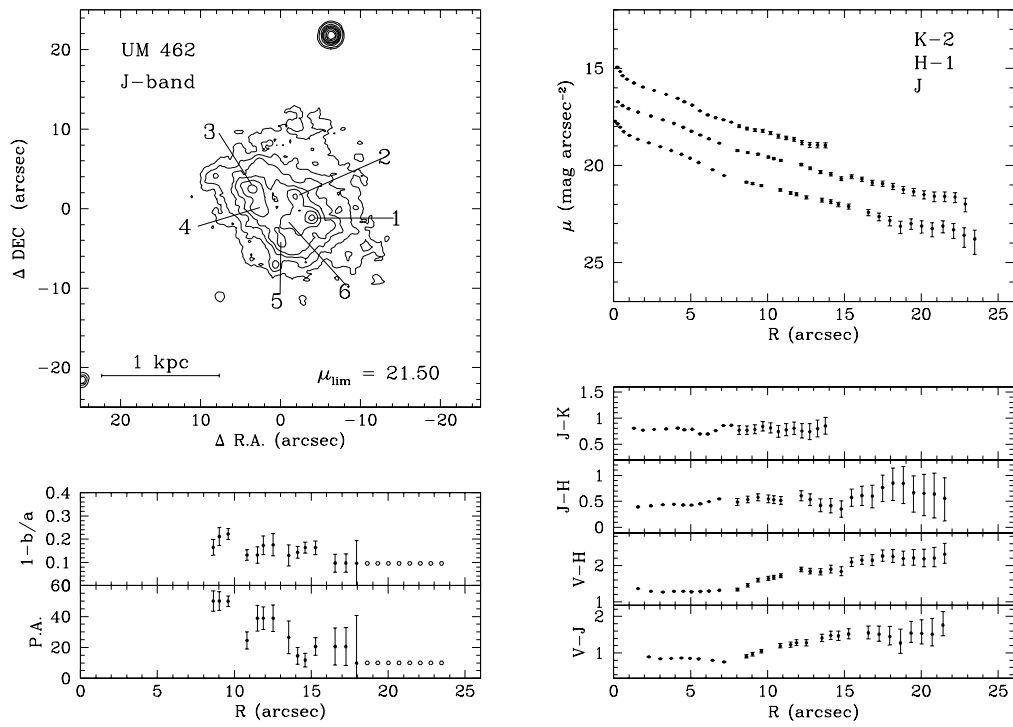 UM 462
J-band
1
2
3
4
5
6
1 kpc
μlim = 21.50
20
10
0
-10
-20
Δ DEC (arcsec)
20
10
0
-10
-20
Δ R.A. (arcsec)
K-2
H-1
J
15
20
25
μ (mag arcsec⁻²)
0
5
10
15
20
25
R (arcsec)
0.4
0.3
0.2
0.1
1-b/a
60
40
20
0
P.A.
0
5
10
15
20
25
R (arcsec)
1.5
1
0.5
J-K
1
0.5
0
J-H
2
1
V-H
2
1
V-J
0
5
10
15
20
25
R (arcsec)